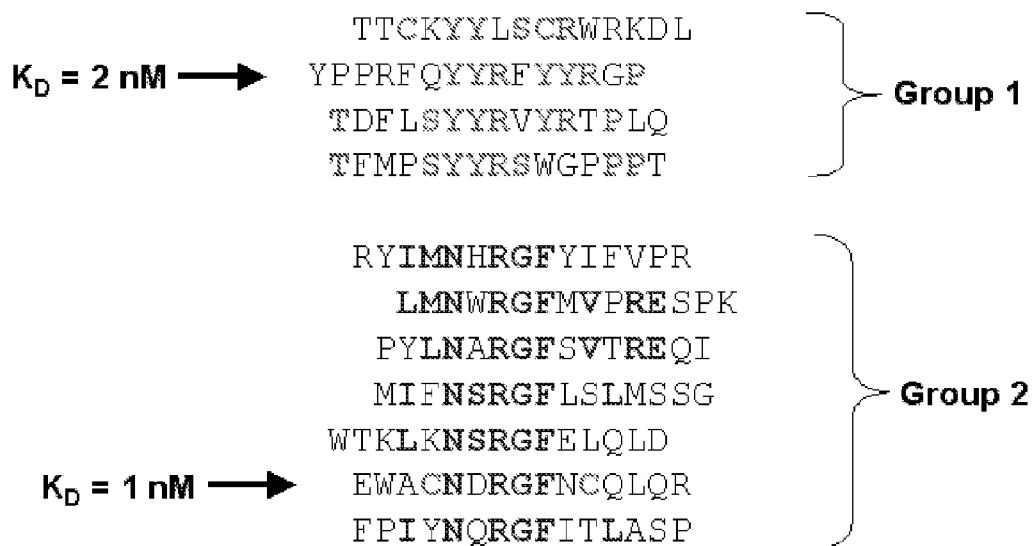 TTCKYYLSCRWRKDL
K_D = 2 nM YPPRFQYYRFYYRGP
TDFLSYYRVYRTPLQ
Group 1
TFMPSYYRSWGPPPT
RYIMNHRGFYIFVPR
LMNWRGFMVPRESPK
PYLNARGFSVTREQI
MIFNSRGFLSLMSSG
Group 2
WTKLKNSRGFELQLD
K_D = 1 nM EWACNDRGFNCQLQR
FPIYNQRGFITLASP